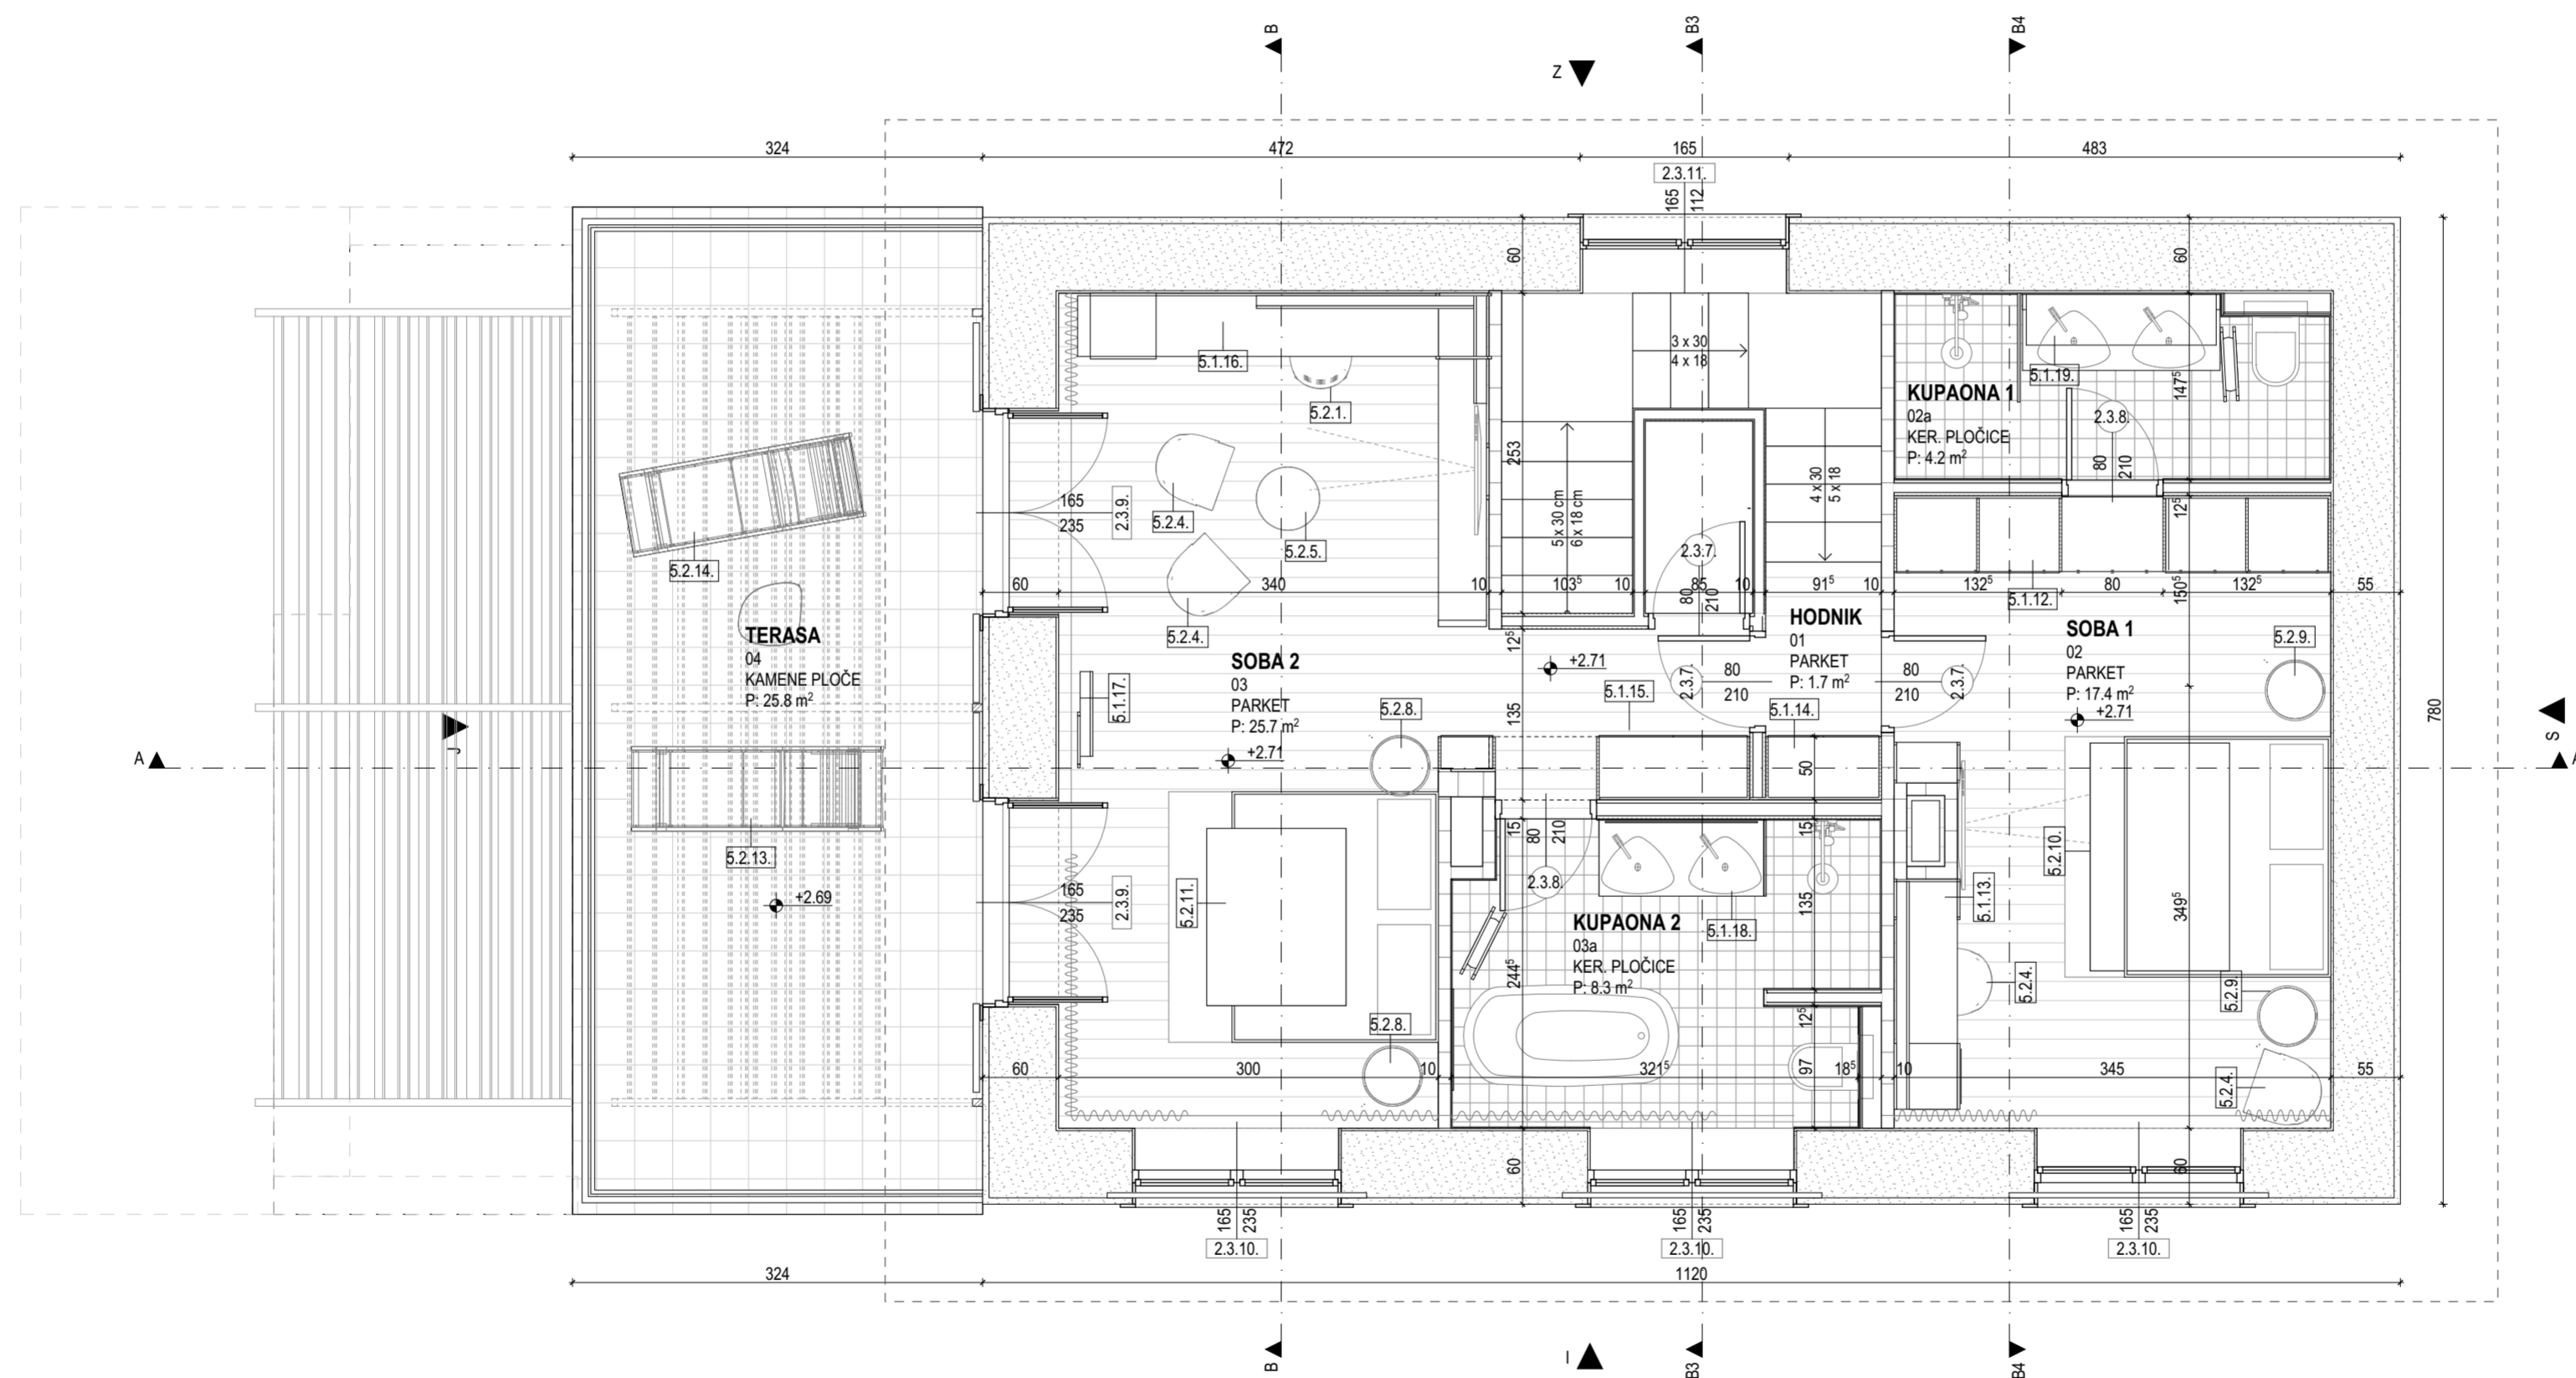 B
B3
B4
Z
324
472
165
483
2.3.11.
165
112
60
60
3 x 30
4 x 18
5.1.16.
5.2.1.
KUPAONA 1
02a
KER. PLOČICE
P: 4.2 m²
5.1.19.
147⁵
2.3.8.
80
210
253
5 x 30 cm
6 x 18 cm
4 x 30
5 x 18
165
235
2.3.9.
5.2.4.
5.2.5.
12⁵
2.3.7.
80
210
5.2.14.
60
340
10
103⁵
10
85
10
91⁵
10
132⁵
80
150⁵
132⁵
55
5.1.12.
TERASA
04
KAMENE PLOČE
P: 25.8 m²
5.2.4.
SOBA 2
03
PARKET
P: 25.7 m²
+2.71
12⁵
+2.71
HODNIK
01
PARKET
P: 1.7 m²
SOBA 1
02
PARKET
P: 17.4 m²
+2.71
5.2.9.
2.3.7.
80
210
80
210
2.3.7.
5.1.17.
5.1.15.
5.1.14.
5.2.8.
135
780
J
S
A
A
50
5.2.13.
15
80
210
15
2.3.8.
5.2.10.
165
235
2.3.9.
5.2.11.
+2.69
135
5.1.13.
349⁵
5.1.18.
KUPAONA 2
03a
KER. PLOČICE
P: 8.3 m²
244⁵
5.2.4.
5.2.9.
5.2.8.
12⁵
60
300
10
321⁵
97
18⁵
10
345
55
5.2.4.
60
60
165
235
2.3.10.
165
235
2.3.10.
165
235
2.3.10.
324
1120
B
I
B3
B4